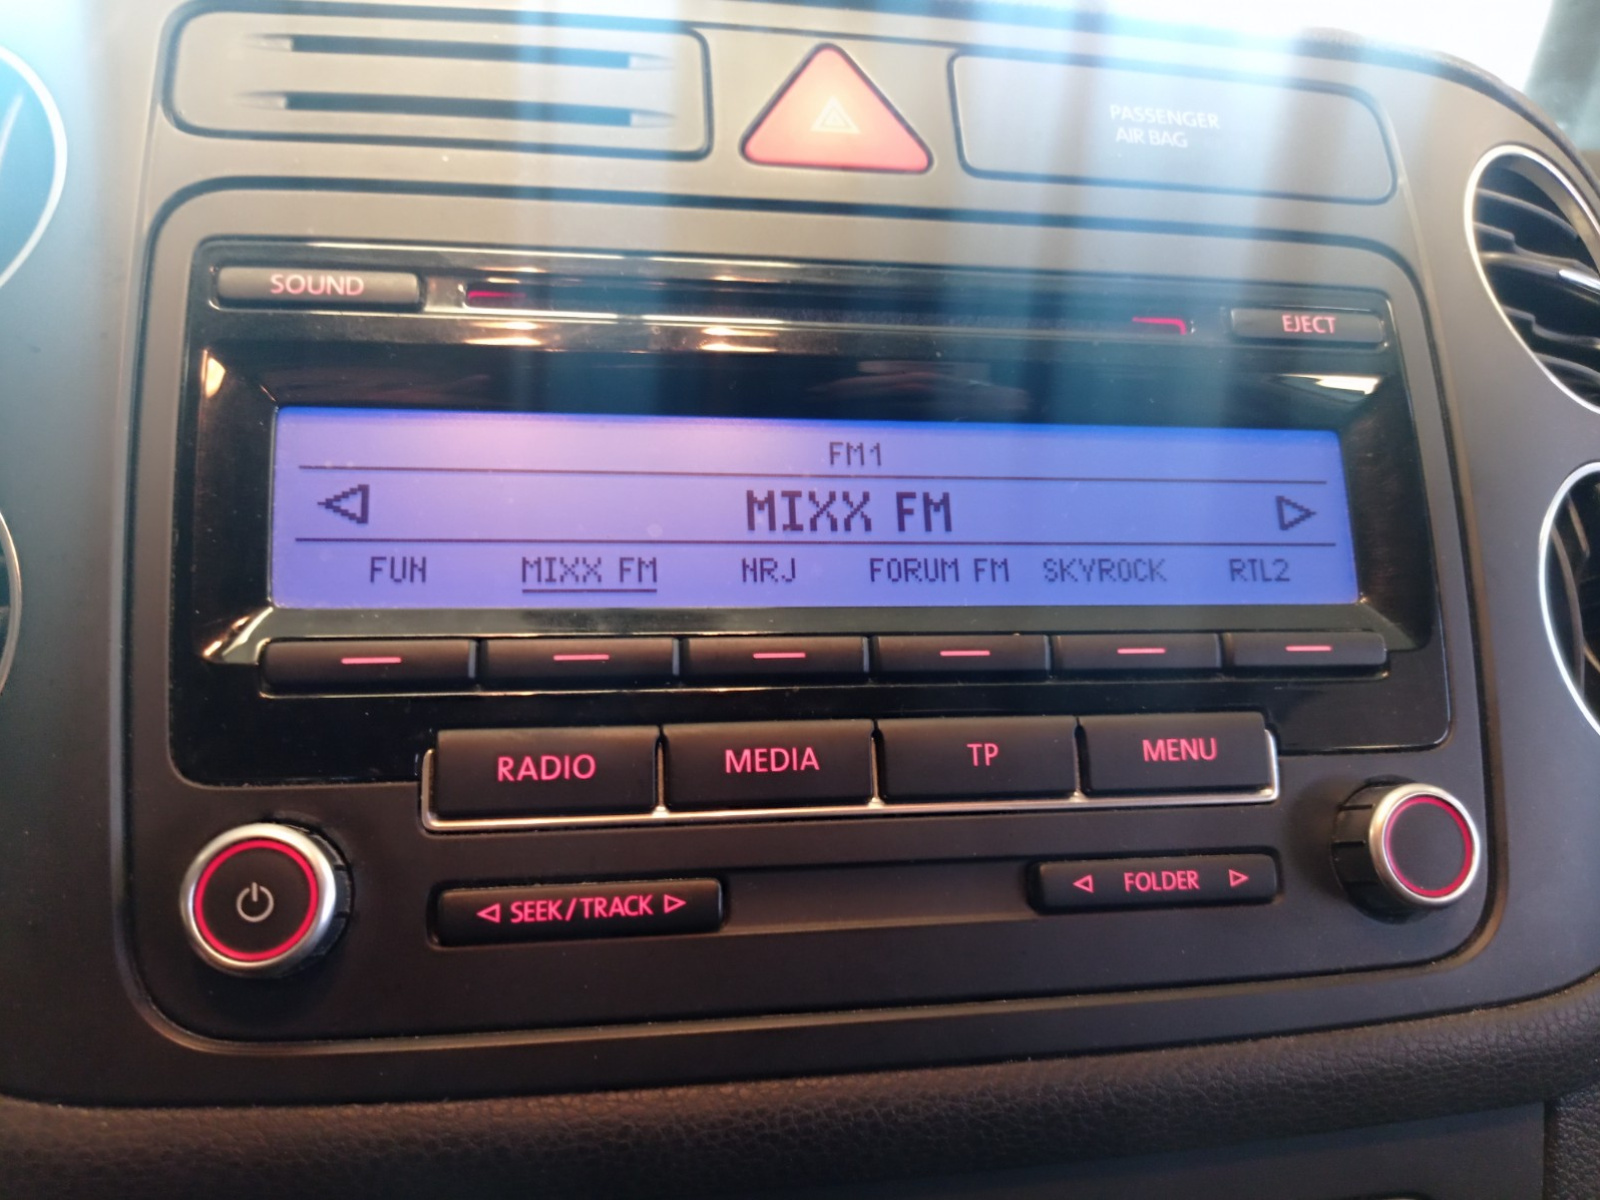 PASSENGER
AIR BAG
SOUND
EJECT
FM1
MIXX FM
FUN MIXX FM NRJ FORUM FM SKYROCK RTL2
RADIO MEDIA TP MENU
SEEK/TRACK
FOLDER